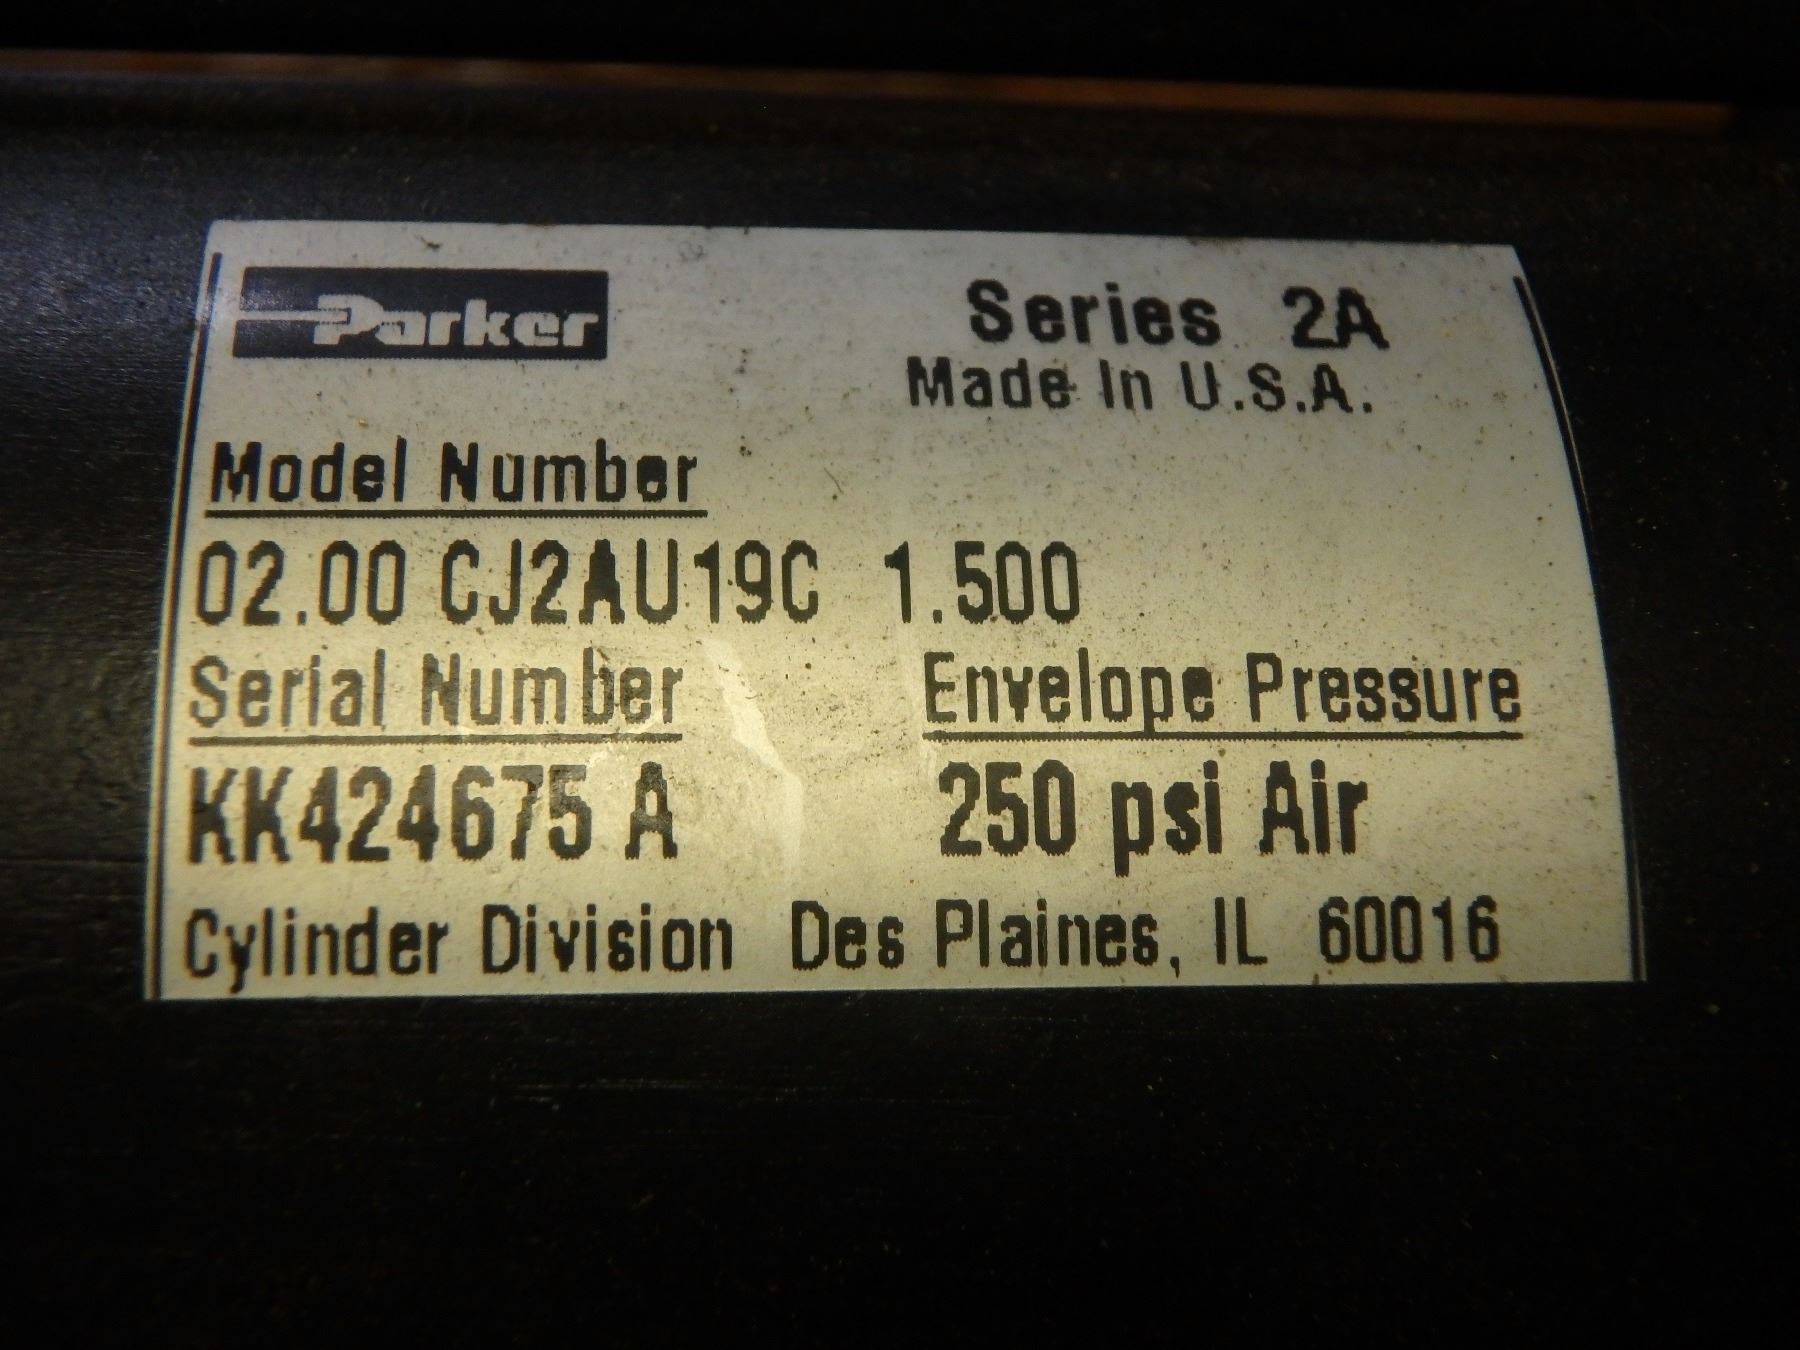 Parker
Series 2A
Made In U.S.A.
Model Number
02.00 CJ2AU19C 1.500
Serial Number Envelope Pressure
KK424675 A 250 psi Air
Cylinder Division Des Plaines, IL 60016